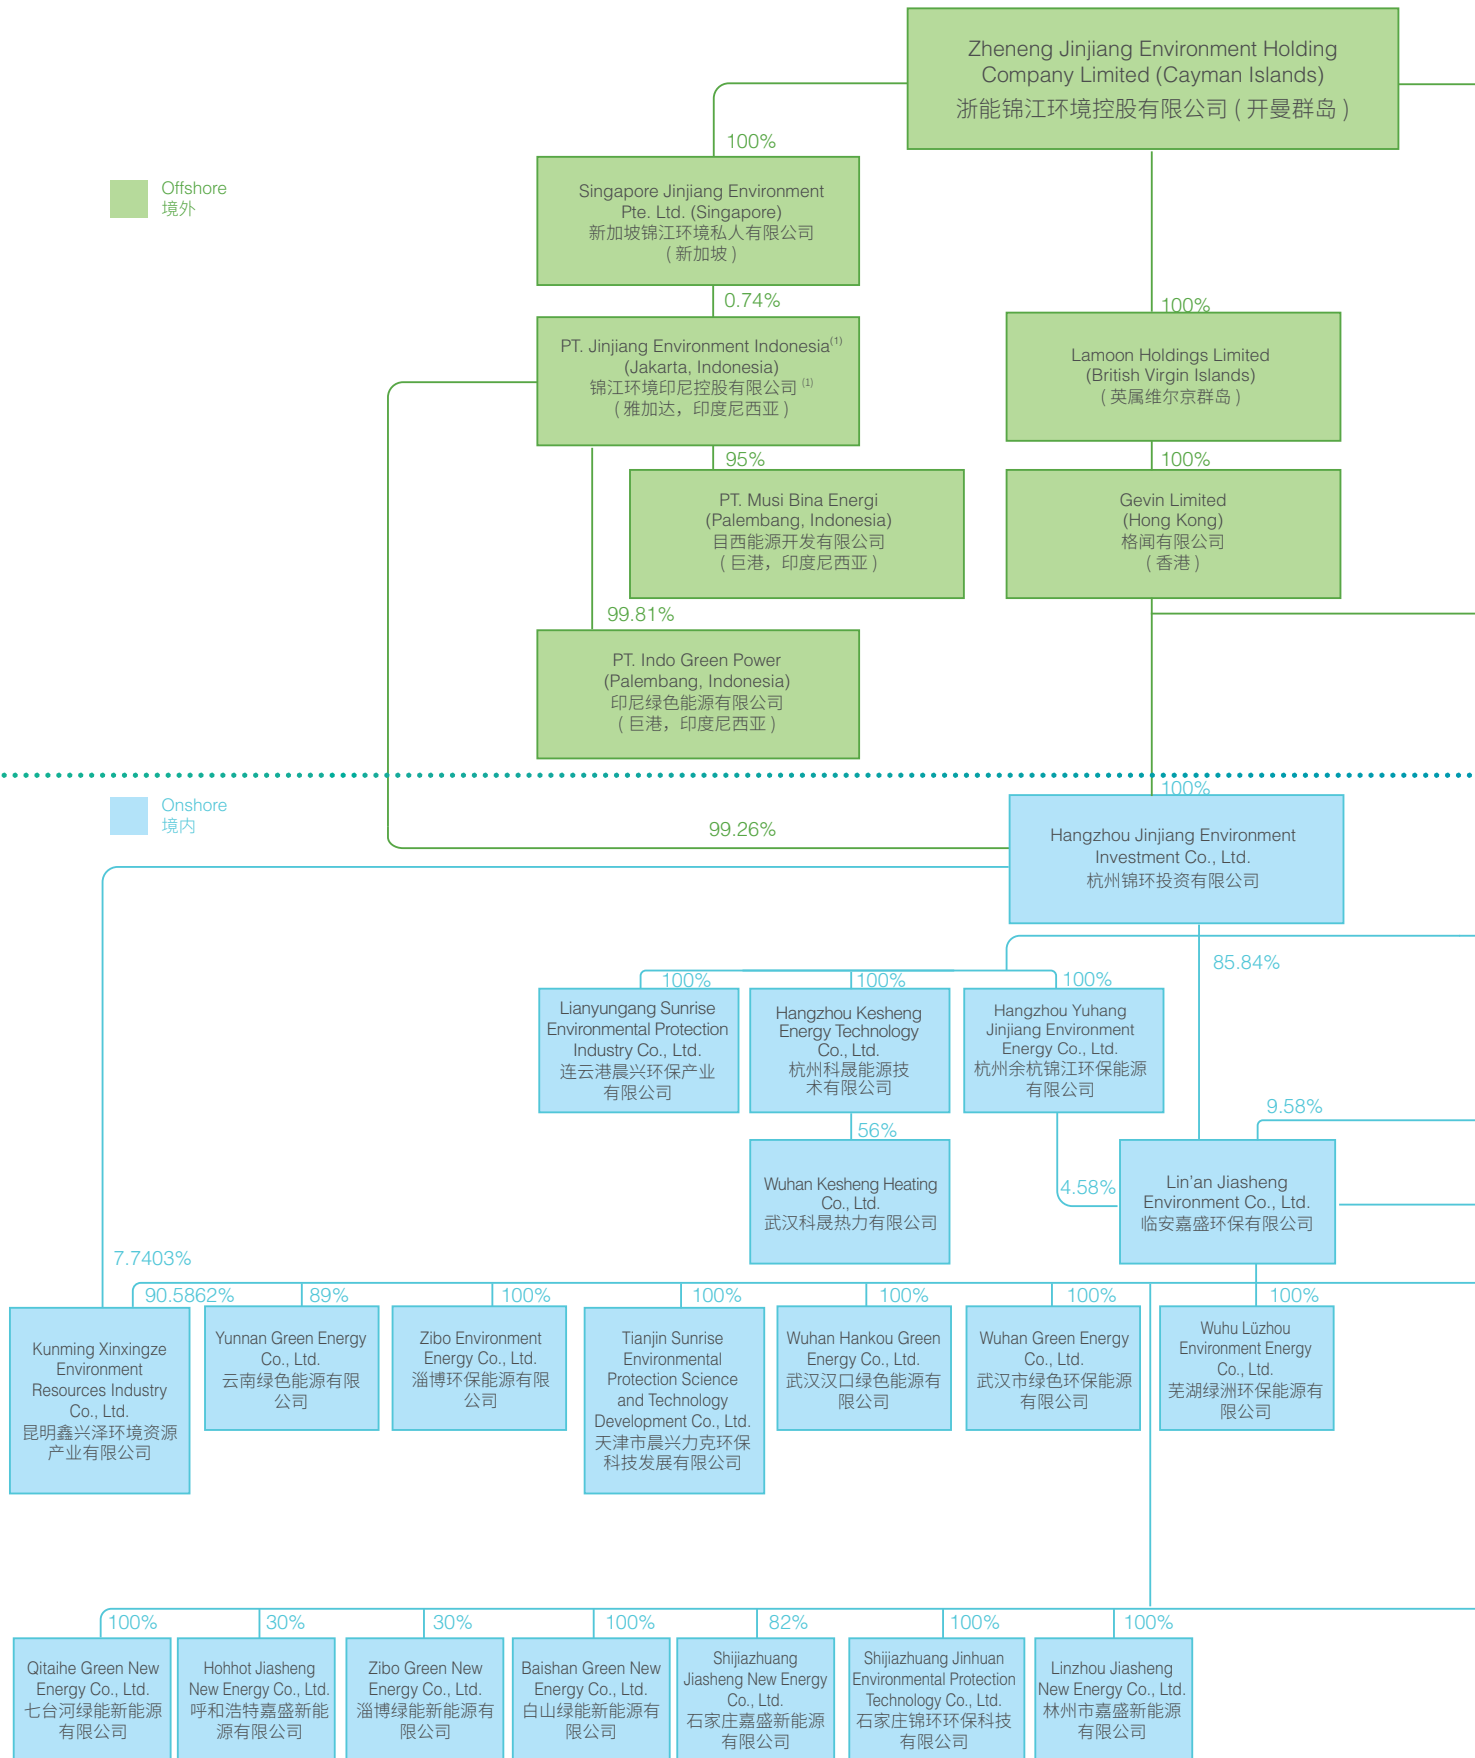 Zheneng Jinjiang Environment Holding
Company Limited (Cayman Islands)
浙能锦江环境控股有限公司 ( 开曼群岛 )
100%
Offshore
境外
Singapore Jinjiang Environment
Pte. Ltd. (Singapore)
新加坡锦江环境私人有限公司
( 新加坡 )
0.74%
100%
PT. Jinjiang Environment Indonesia(1)
(Jakarta, Indonesia)
锦江环境印尼控股有限公司 (1)
( 雅加达，印度尼西亚 )
Lamoon Holdings Limited
(British Virgin Islands)
( 英属维尔京群岛 )
95%
100%
PT. Musi Bina Energi
(Palembang, Indonesia)
目西能源开发有限公司
( 巨港，印度尼西亚 )
Gevin Limited
(Hong Kong)
格闻有限公司
( 香港 )
99.81%
PT. Indo Green Power
(Palembang, Indonesia)
印尼绿色能源有限公司
( 巨港，印度尼西亚 )
100%
Onshore
境内
99.26%
Hangzhou Jinjiang Environment
Investment Co., Ltd.
杭州锦环投资有限公司
85.84%
100%
100%
100%
Lianyungang Sunrise
Environmental Protection
Industry Co., Ltd.
连云港晨兴环保产业
有限公司
Hangzhou Kesheng
Energy Technology
Co., Ltd.
杭州科晟能源技
术有限公司
Hangzhou Yuhang
Jinjiang Environment
Energy Co., Ltd.
杭州余杭锦江环保能源
有限公司
9.58%
56%
Wuhan Kesheng Heating
Co., Ltd.
武汉科晟热力有限公司
4.58%
Lin’an Jiasheng
Environment Co., Ltd.
临安嘉盛环保有限公司
7.7403%
90.5862%
89%
100%
100%
100%
100%
100%
Kunming Xinxingze
Environment
Resources Industry
Co., Ltd.
昆明鑫兴泽环境资源
产业有限公司
Yunnan Green Energy
Co., Ltd.
云南绿色能源有限
公司
Zibo Environment
Energy Co., Ltd.
淄博环保能源有限
公司
Tianjin Sunrise
Environmental
Protection Science
and Technology
Development Co., Ltd.
天津市晨兴力克环保
科技发展有限公司
Wuhan Hankou Green
Energy Co., Ltd.
武汉汉口绿色能源有
限公司
Wuhan Green Energy
Co., Ltd.
武汉市绿色环保能源
有限公司
Wuhu Lüzhou
Environment Energy
Co., Ltd.
芜湖绿洲环保能源有
限公司
100%
30%
30%
100%
82%
100%
100%
Qitaihe Green New
Energy Co., Ltd.
七台河绿能新能源
有限公司
Hohhot Jiasheng
New Energy Co., Ltd.
呼和浩特嘉盛新能
源有限公司
Zibo Green New
Energy Co., Ltd.
淄博绿能新能源有
限公司
Baishan Green New
Energy Co., Ltd.
白山绿能新能源有
限公司
Shijiazhuang
Jiasheng New Energy
Co., Ltd.
石家庄嘉盛新能源
有限公司
Shijiazhuang Jinhuan
Environmental Protection
Technology Co., Ltd.
石家庄锦环环保科技
有限公司
Linzhou Jiasheng
New Energy Co., Ltd.
林州市嘉盛新能源
有限公司